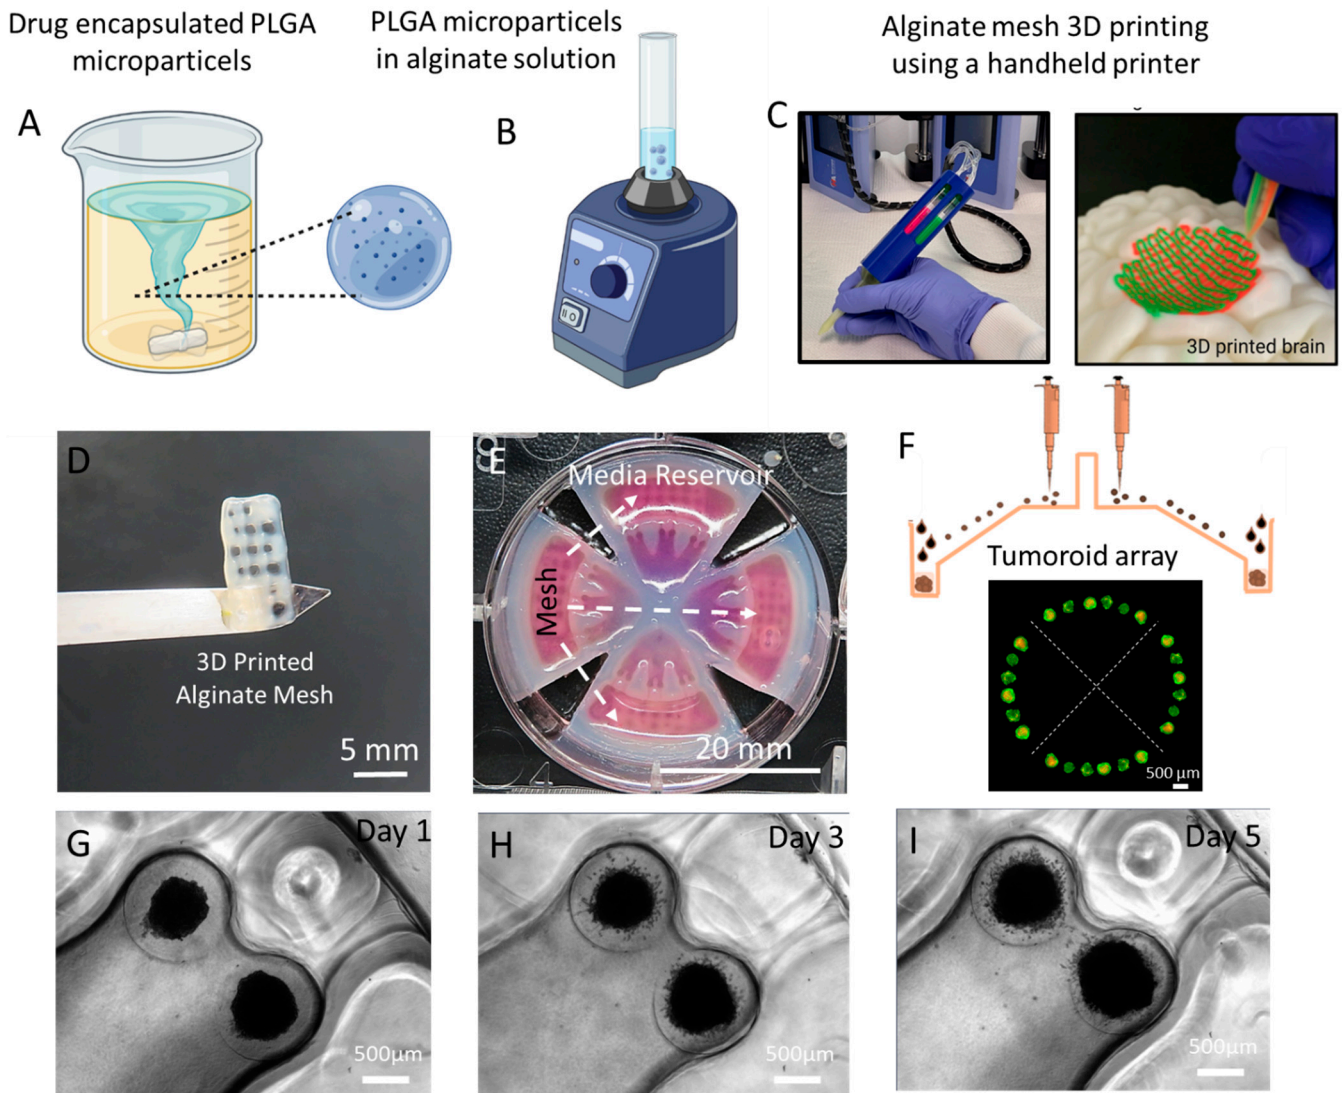 Drug encapsulated PLGA
microparticels
PLGA microparticels
in alginate solution
Alginate mesh 3D printing
using a handheld printer
A
B
C
3D printed brain
D
3D Printed
Alginate Mesh
5 mm
E
Media Reservoir
Mesh
20 mm
F
Tumoroid array
500 µm
G
Day 1
500µm
H
Day 3
500µm
I
Day 5
500µm